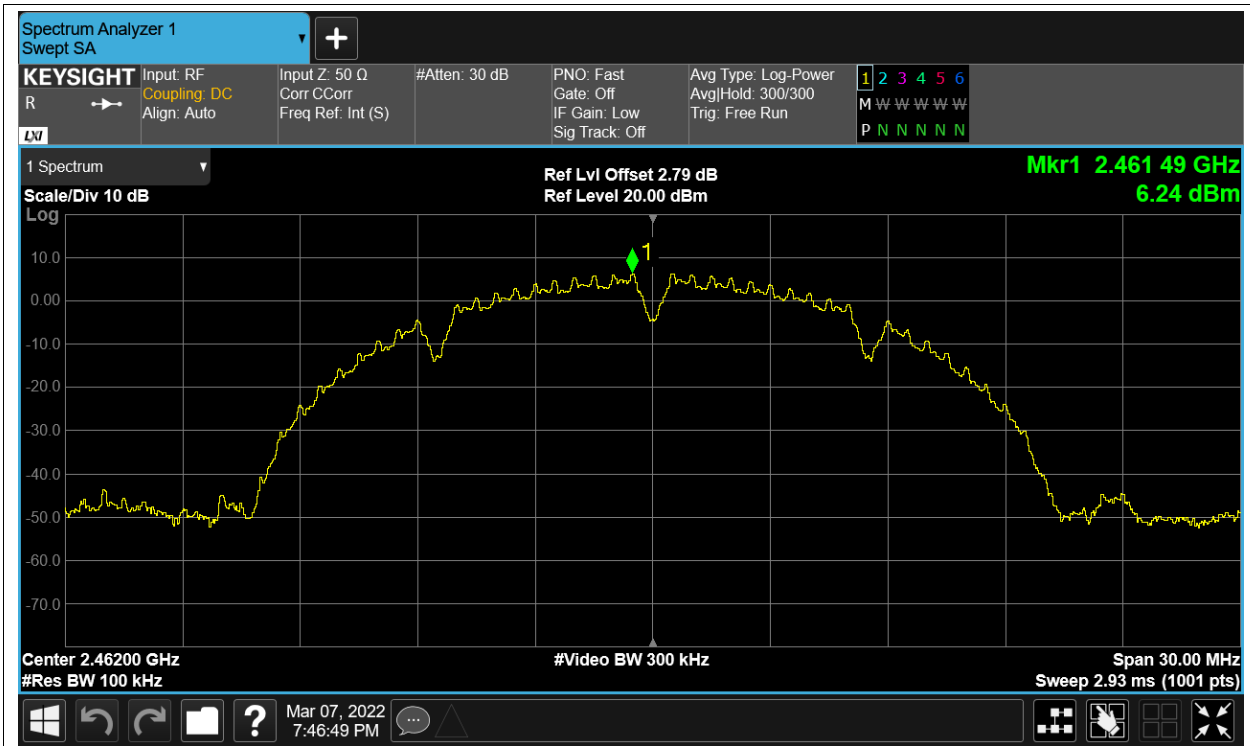 Spectrum Analyzer 1
Swept SA
KEYSIGHT
R
LXI
Input: RF
Coupling: DC
Align: Auto
Input Z: 50 Ω
Corr CCorr
Freq Ref: Int (S)
#Atten: 30 dB
PNO: Fast
Gate: Off
IF Gain: Low
Sig Track: Off
Avg Type: Log-Power
Avg|Hold: 300/300
Trig: Free Run
1 2 3 4 5 6
M W W W W W
P N N N N N
1 Spectrum
Scale/Div 10 dB
Log
Ref Lvl Offset 2.79 dB
Ref Level 20.00 dBm
Mkr1 2.461 49 GHz
6.24 dBm
1
10.0
0.00
-10.0
-20.0
-30.0
-40.0
-50.0
-60.0
-70.0
Center 2.46200 GHz
#Res BW 100 kHz
#Video BW 300 kHz
Span 30.00 MHz
Sweep 2.93 ms (1001 pts)
?
Mar 07, 2022
7:46:49 PM